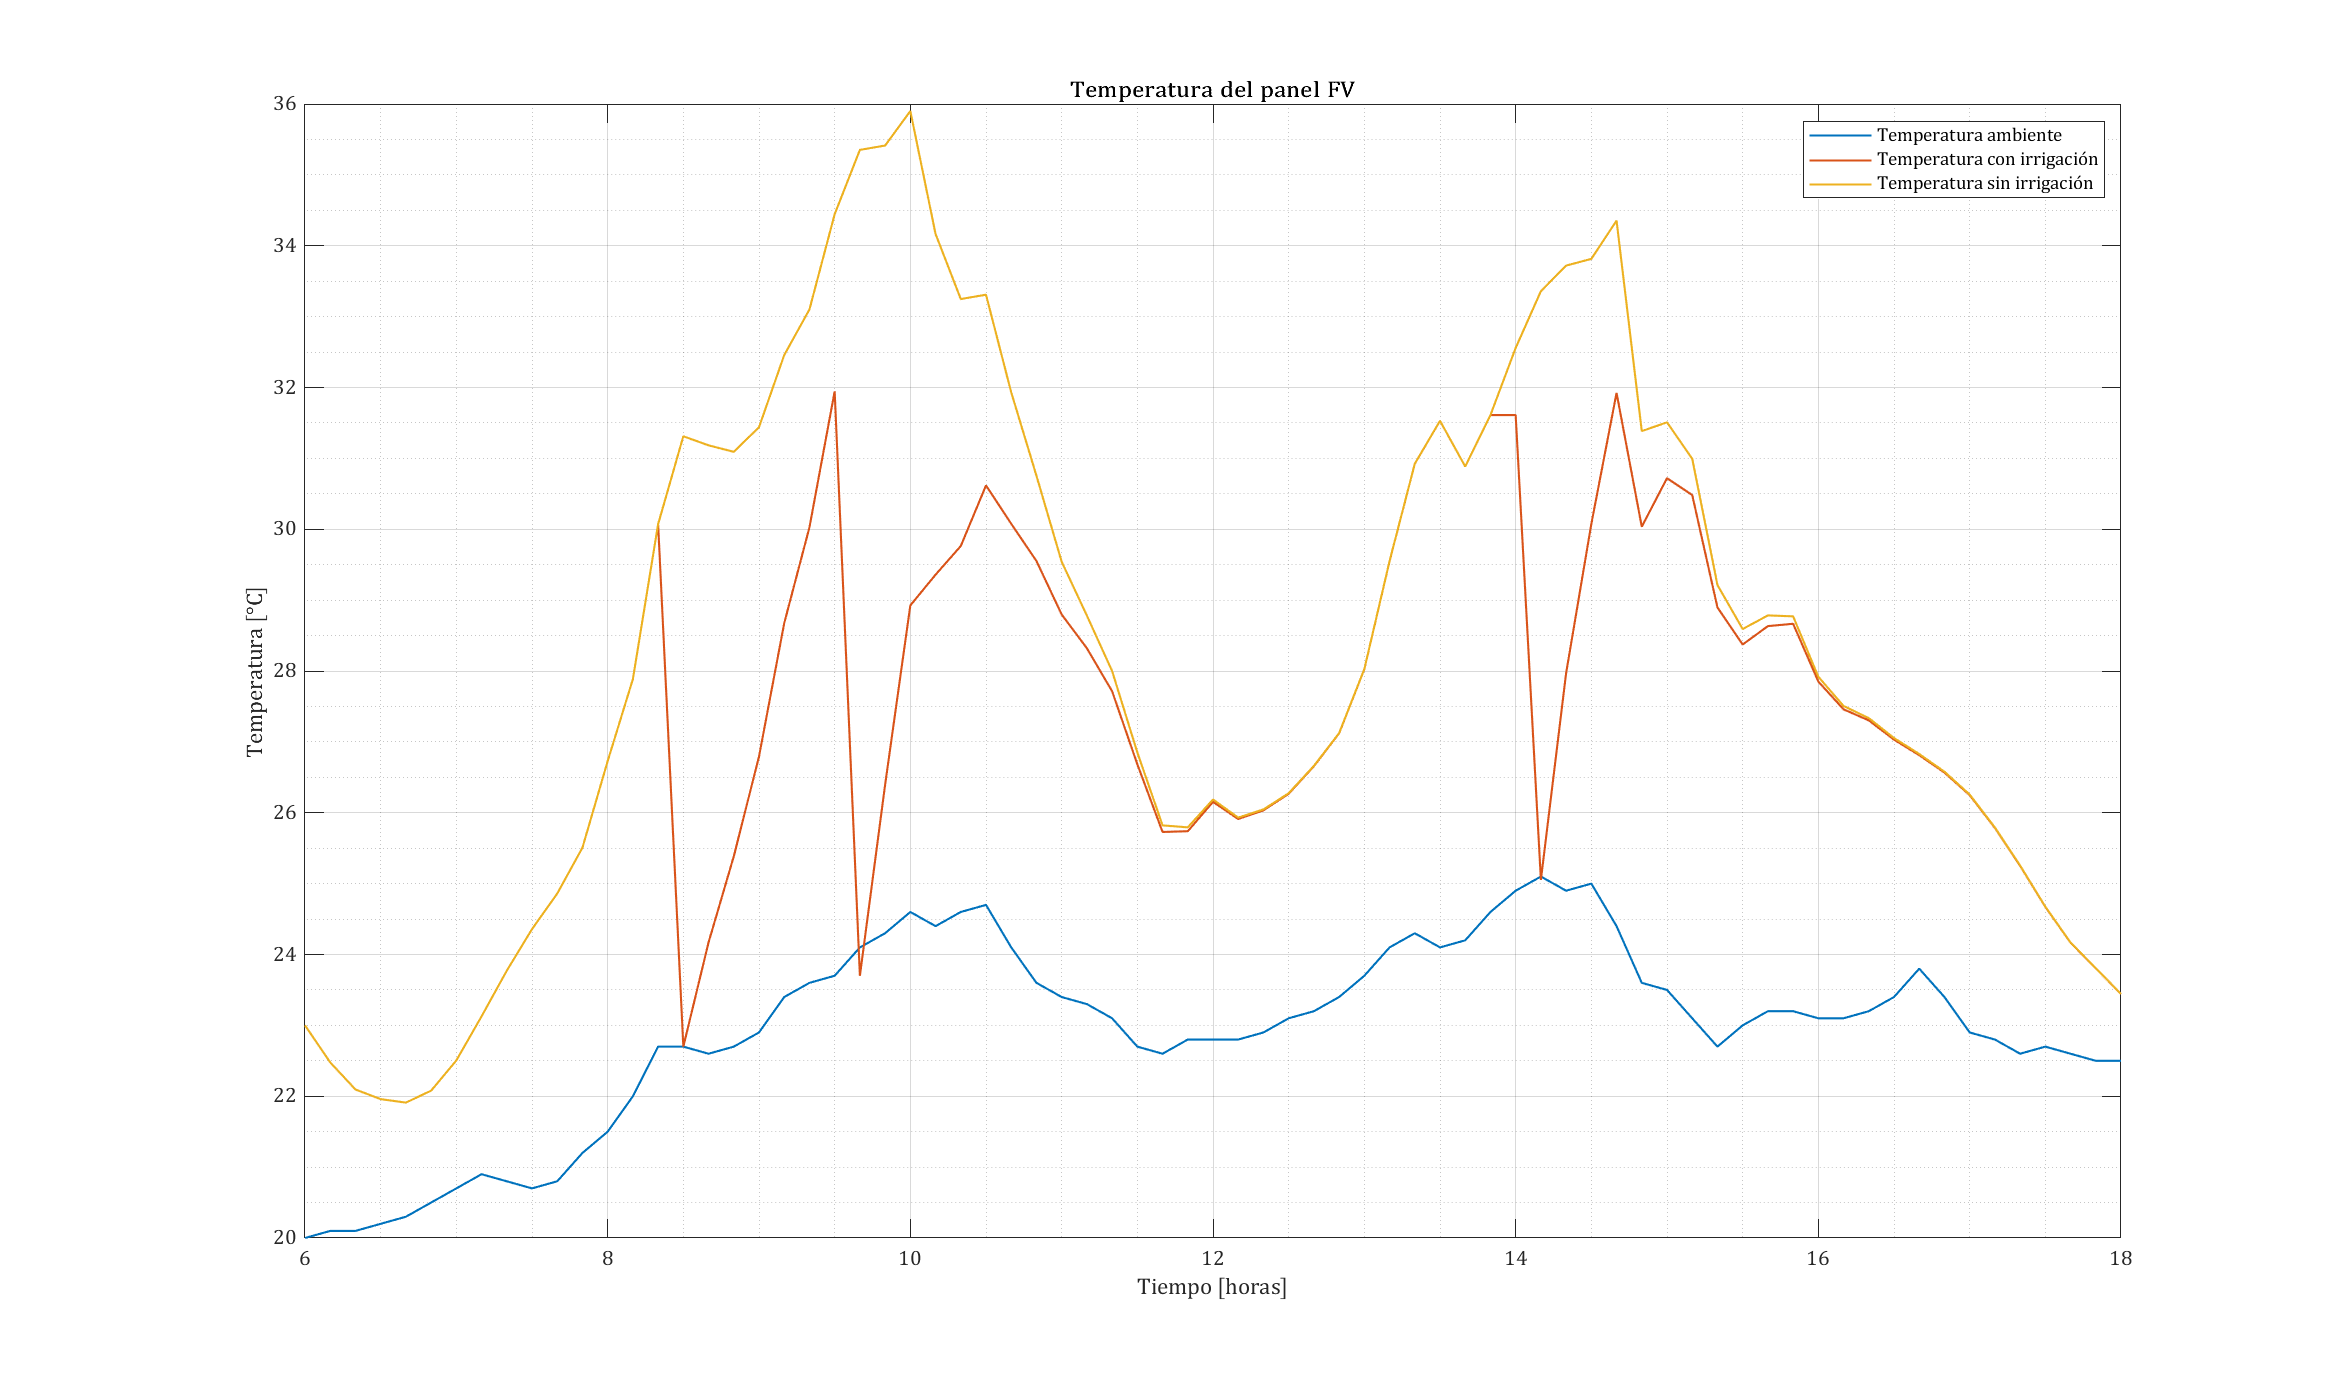 Temperatura del panel FV
Temperatura ambiente
Temperatura con irrigación
Temperatura sin irrigación
36
34
32
30
28
26
24
22
20
Temperatura [°C]
6 8 10 12 14 16 18
Tiempo [horas]